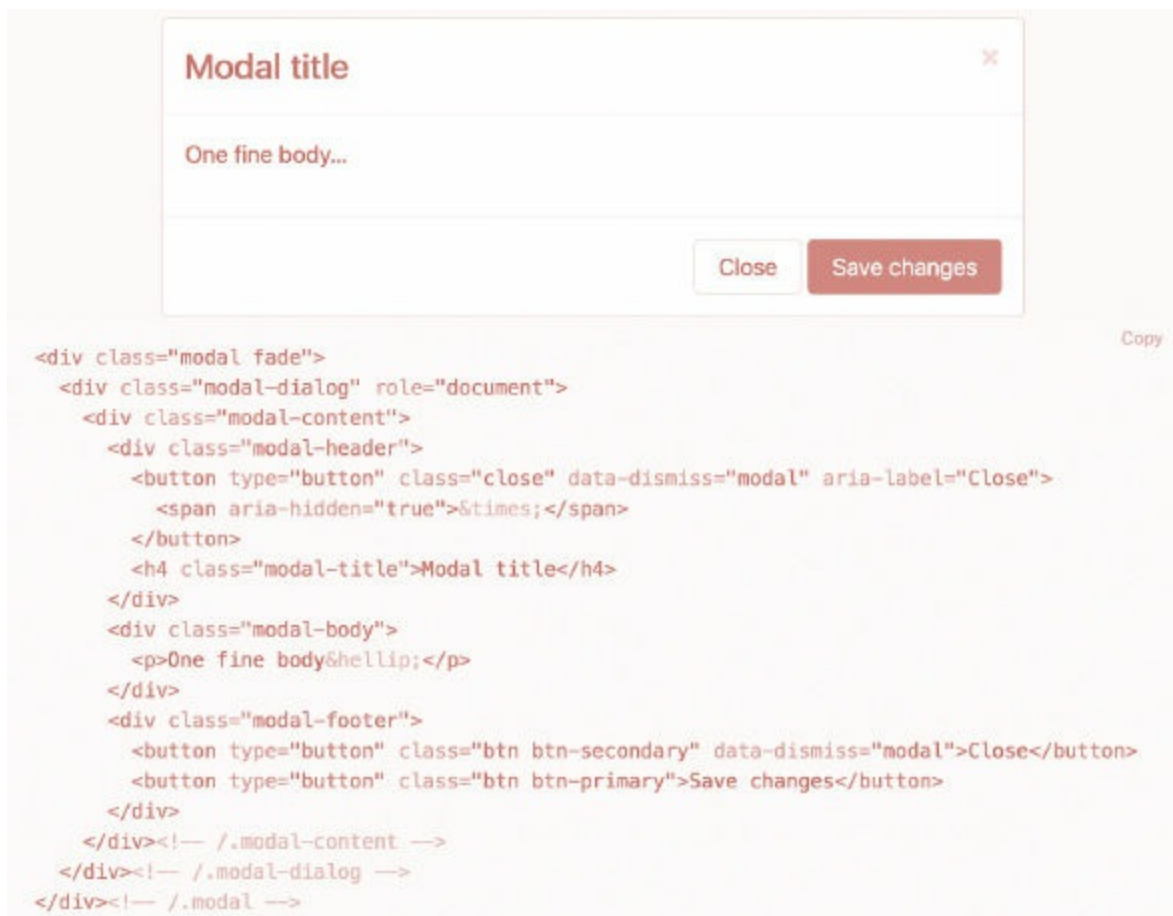 Modal title ×
One fine body...
Close Save changes
Copy
<div class="modal fade">
  <div class="modal-dialog" role="document">
    <div class="modal-content">
      <div class="modal-header">
        <button type="button" class="close" data-dismiss="modal" aria-label="Close">
          <span aria-hidden="true">&times;</span>
        </button>
        <h4 class="modal-title">Modal title</h4>
      </div>
      <div class="modal-body">
        <p>One fine body&hellip;</p>
      </div>
      <div class="modal-footer">
        <button type="button" class="btn btn-secondary" data-dismiss="modal">Close</button>
        <button type="button" class="btn btn-primary">Save changes</button>
      </div>
    </div><!-- /.modal-content -->
  </div><!-- /.modal-dialog -->
</div><!-- /.modal -->